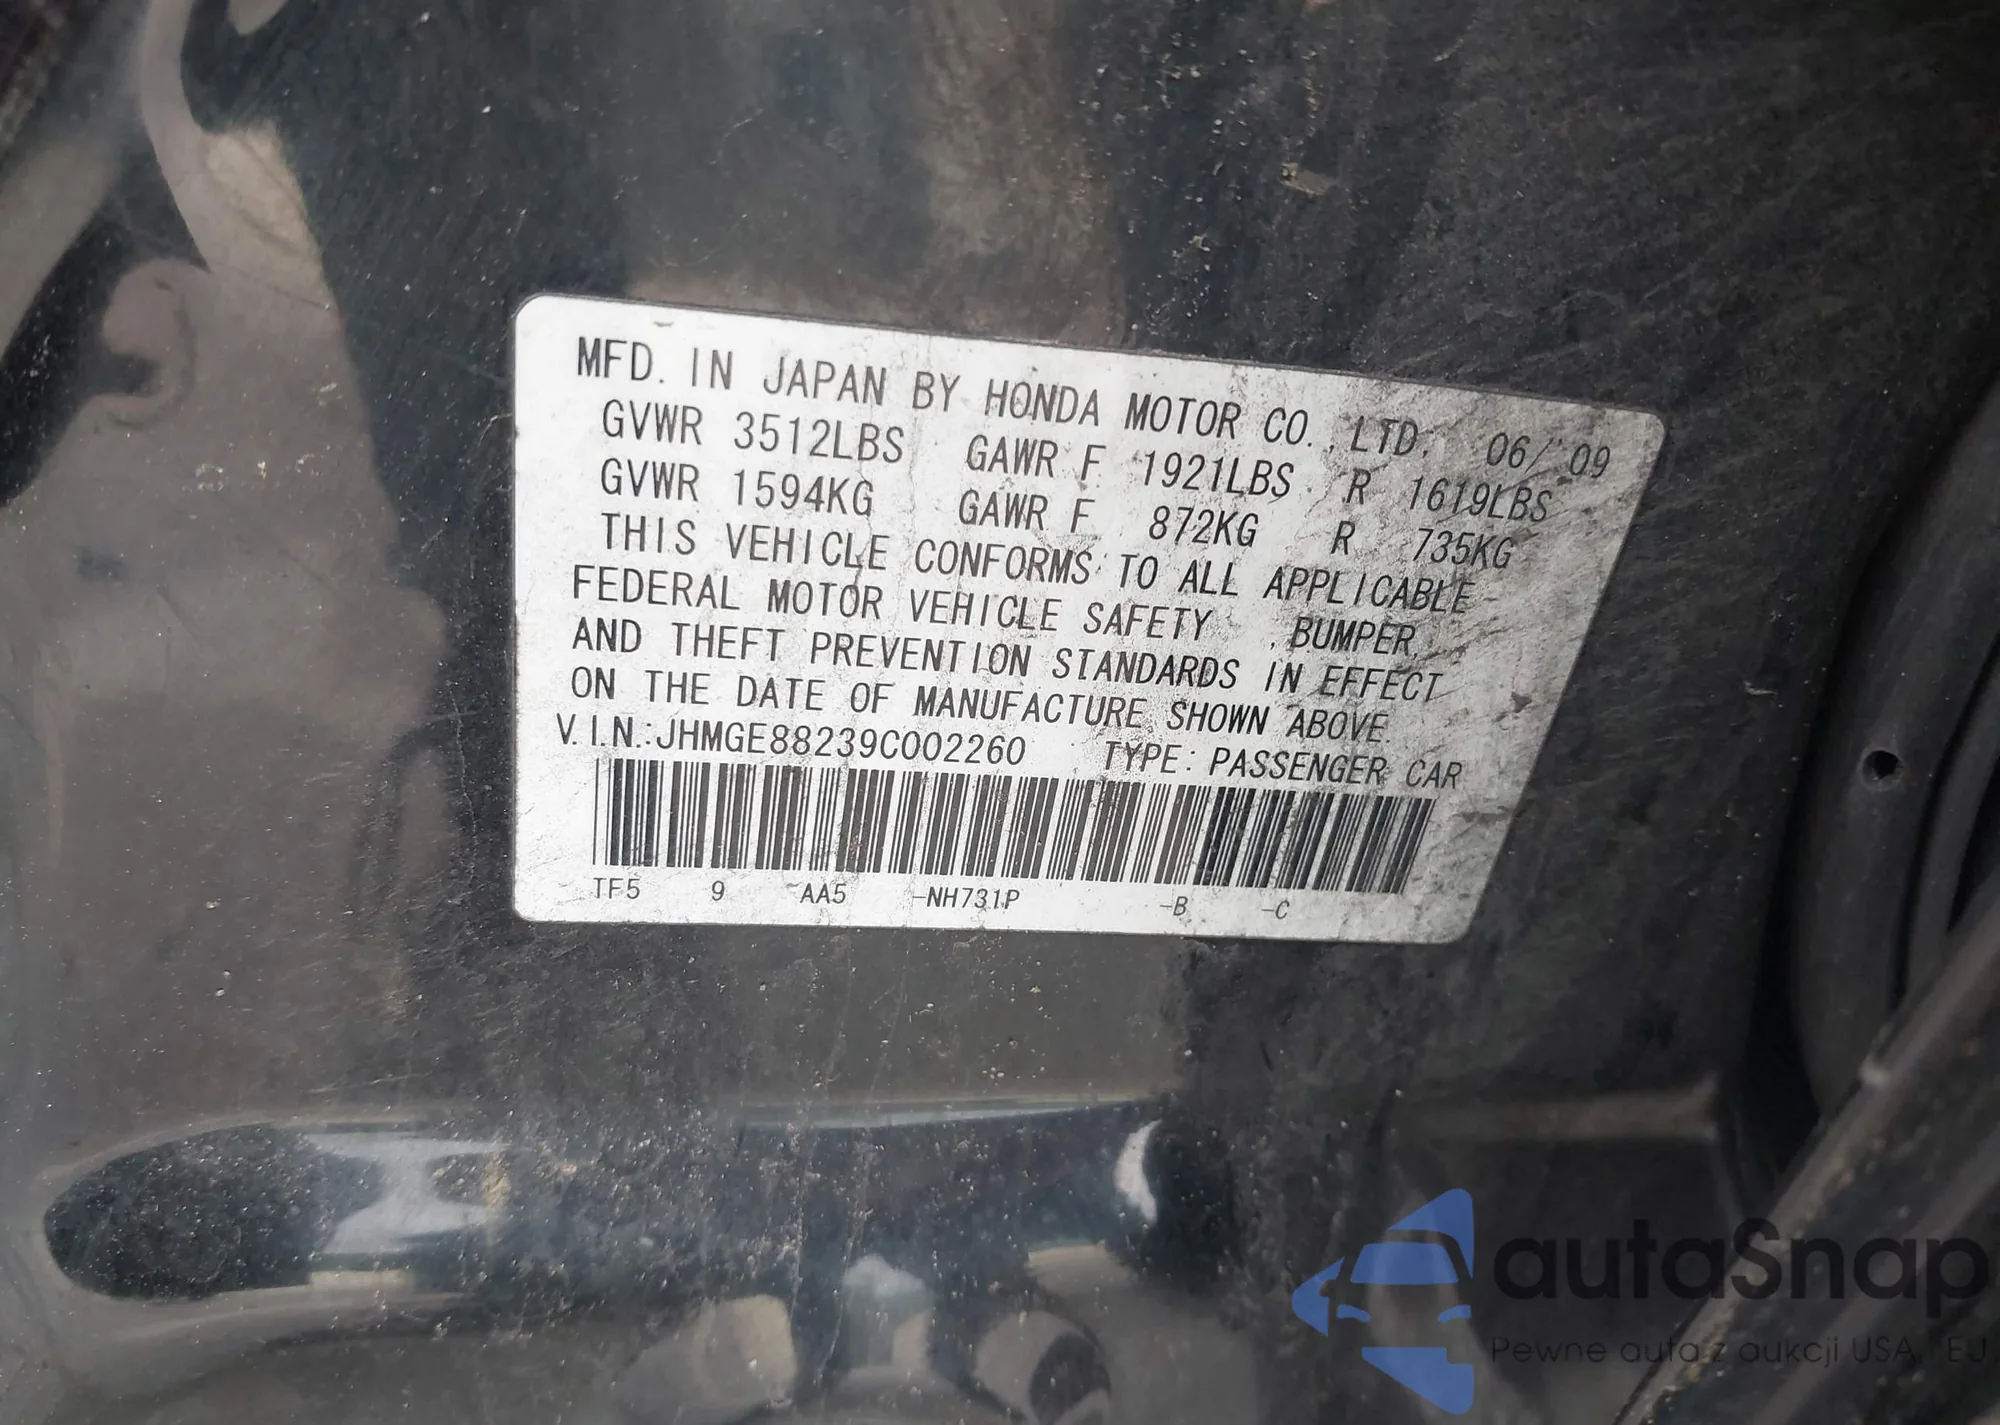 MFD. IN JAPAN BY HONDA MOTOR CO., LTD. 06/ 09
GVWR 3512LBS GAWR F 1921LBS R 1619LBS
GVWR 1594KG GAWR F 872KG R 735KG
THIS VEHICLE CONFORMS TO ALL APPLICABLE
FEDERAL MOTOR VEHICLE SAFETY , BUMPER,
AND THEFT PREVENTION STANDARDS IN EFFECT
ON THE DATE OF MANUFACTURE SHOWN ABOVE.
V.I.N.:JHMGE88239C002260 TYPE: PASSENGER CAR
TF5 9 AA5 -NH731P -B -C
autaSnap
Pewne auta z aukcji USA i EU